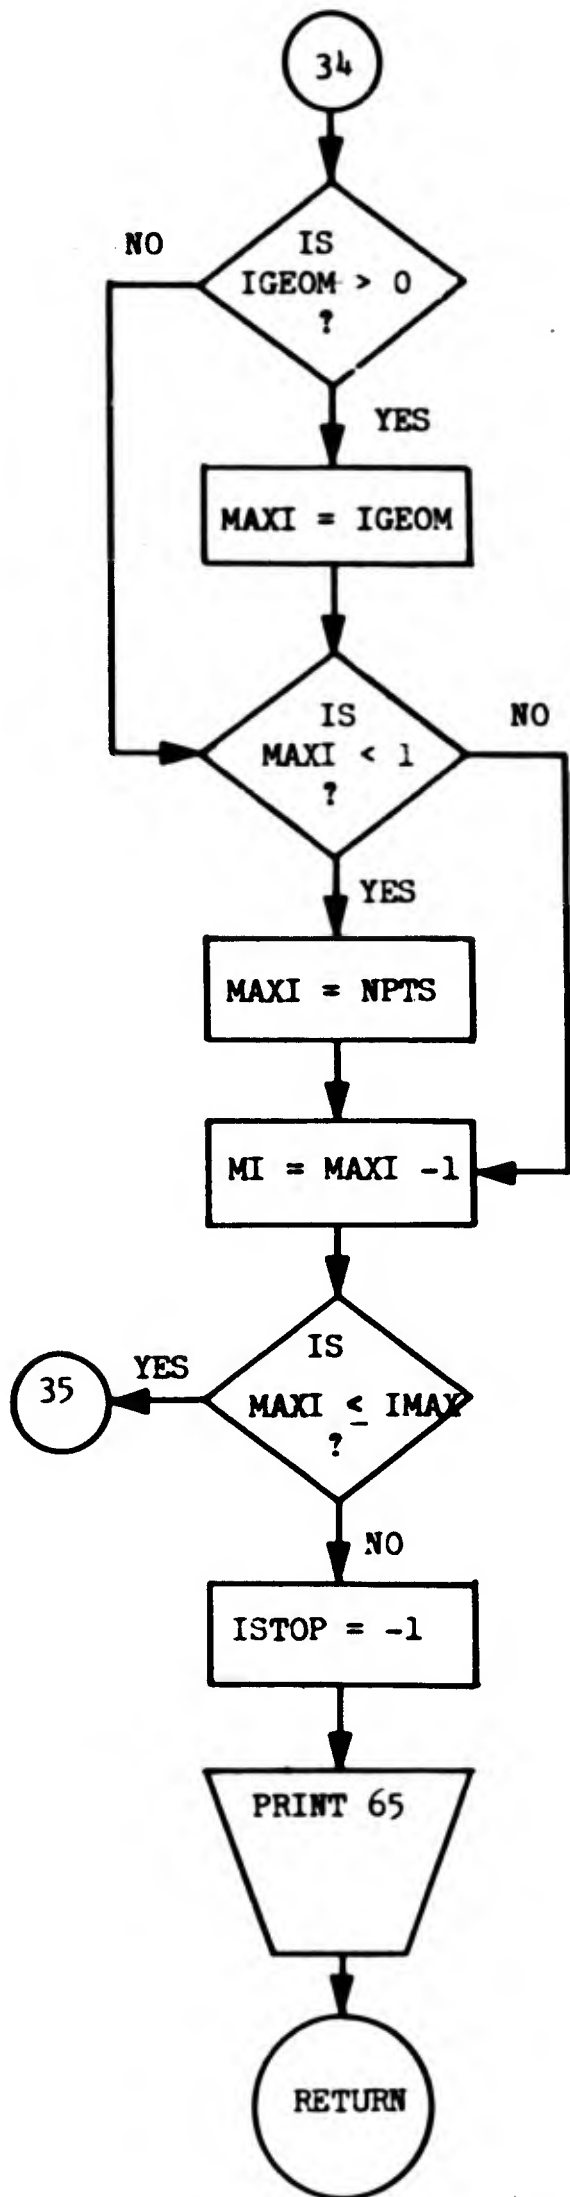 34
NO
IS
IGEOM > 0
?
YES
MAXI = IGEOM
IS
NO
MAXI < 1
?
YES
MAXI = NPTS
MI = MAXI -1
IS
YES
35
MAXI ≤ IMAX
?
NO
ISTOP = -1
PRINT 65
RETURN